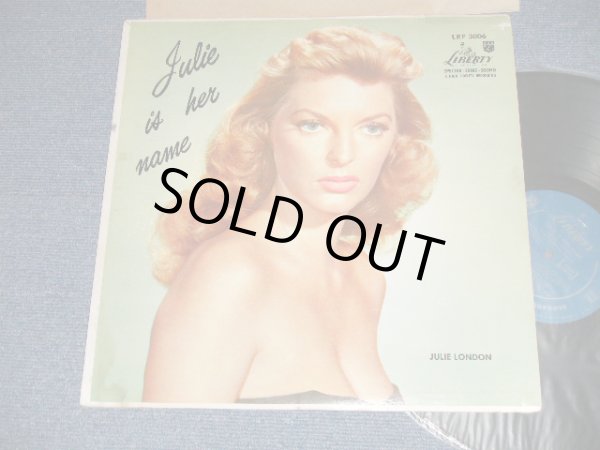 Julie
is her
name
LRP 3006
LIBERTY
SOLD OUT
JULIE LONDON